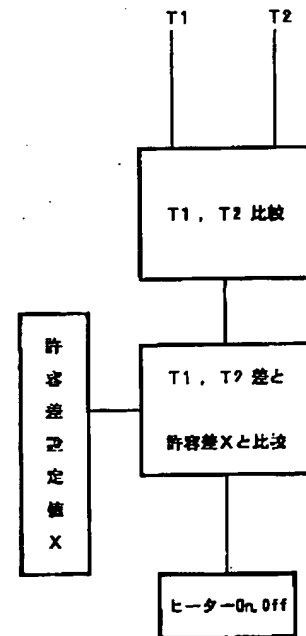 T1 T2
T1, T2 比較
T1, T2 差と
許容差Xと比較
許容差設定値X
ヒーターOn, Off